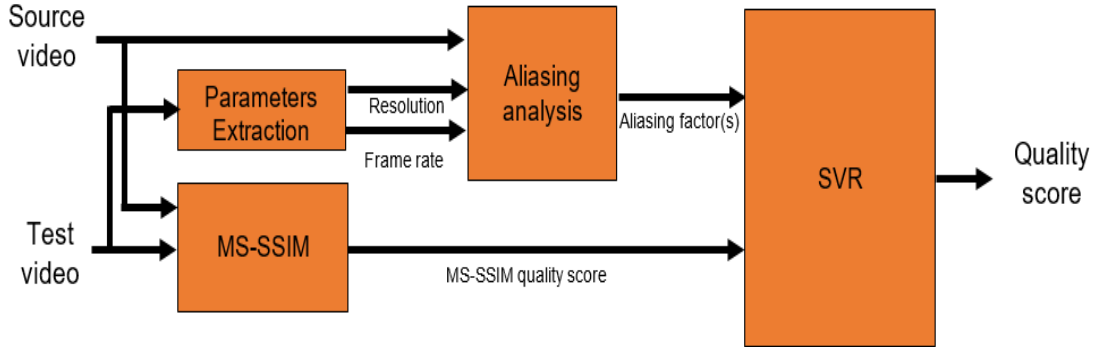 Source
video
Parameters
Extraction
Resolution
Frame rate
Aliasing
analysis
Aliasing factor(s)
SVR
Quality
score
Test
video
MS-SSIM
MS-SSIM quality score